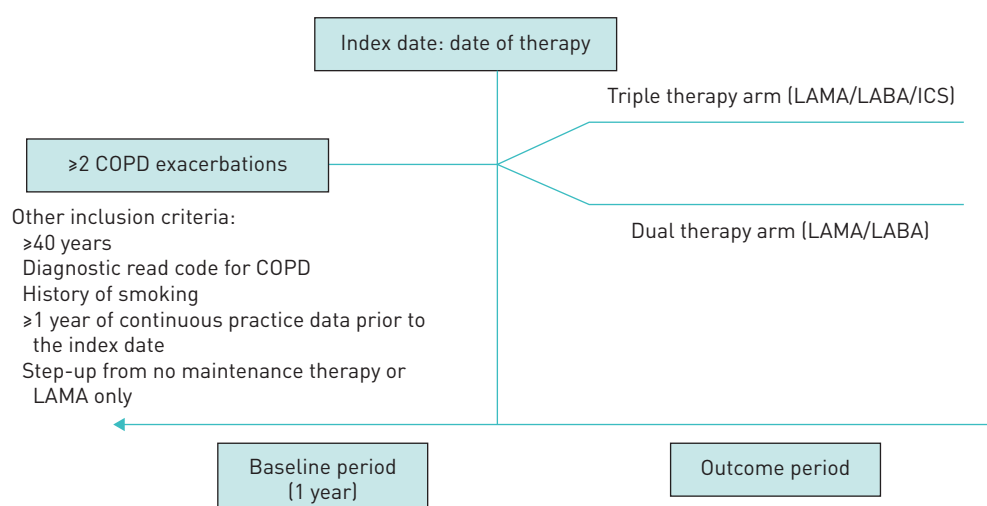 Index date: date of therapy
Triple therapy arm (LAMA/LABA/ICS)
≥2 COPD exacerbations
Other inclusion criteria:
≥40 years
Diagnostic read code for COPD
History of smoking
≥1 year of continuous practice data prior to
the index date
Step-up from no maintenance therapy or
LAMA only
Dual therapy arm (LAMA/LABA)
Baseline period
(1 year)
Outcome period